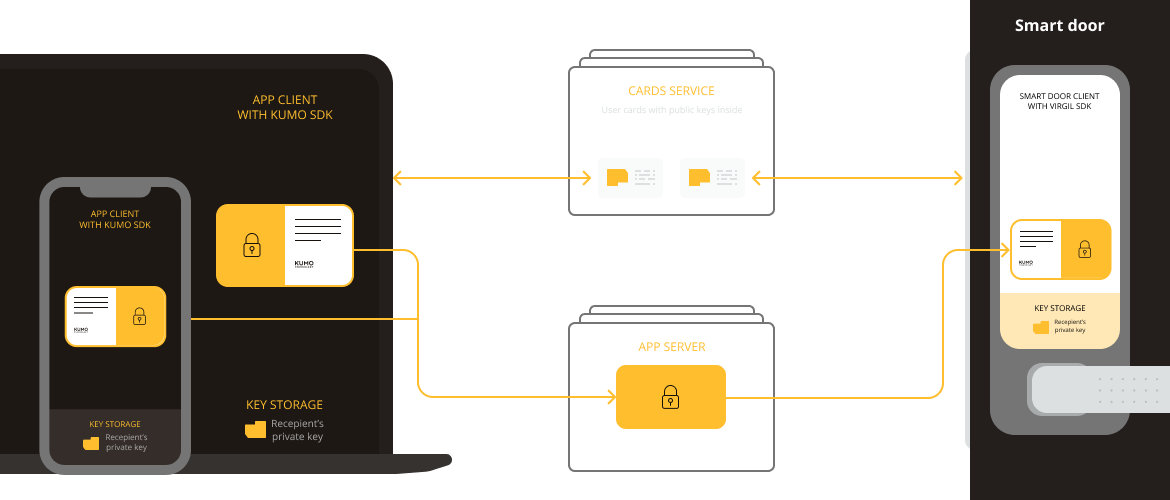 Smart door
APP CLIENT
WITH KUMO SDK
CARDS SERVICE
User cards with public keys inside
SMART DOOR CLIENT
WITH VIRGIL SDK
APP CLIENT
WITH KUMO SDK
KUMO
KUMO
KUMO
KEY STORAGE
Recepient's
private key
APP SERVER
KEY STORAGE
Recepient's
private key
KEY STORAGE
Recepient's
private key